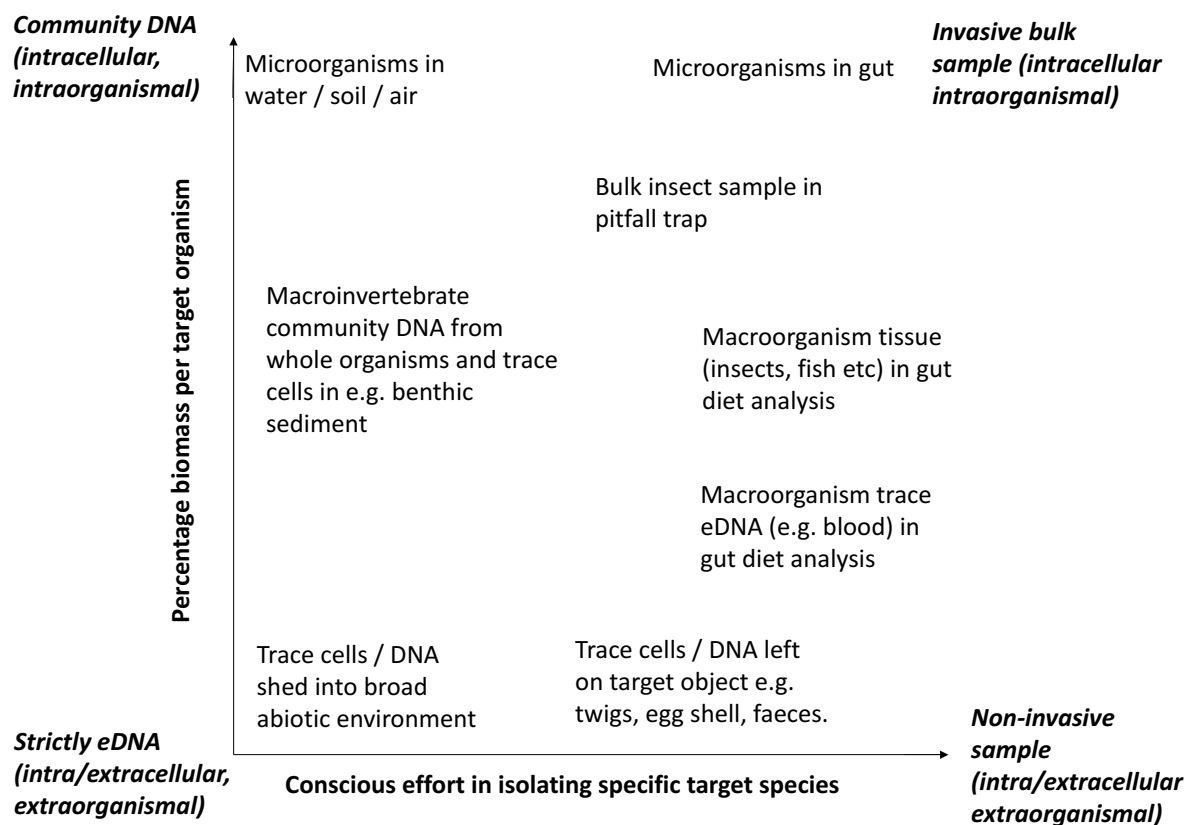 Community DNA
(intracellular,
intraorganismal)
Invasive bulk
sample (intracellular
intraorganismal)
Microorganisms in
water / soil / air
Microorganisms in gut
Bulk insect sample in
pitfall trap
Percentage biomass per target organism
Macroinvertebrate
community DNA from
whole organisms and trace
cells in e.g. benthic
sediment
Macroorganism tissue
(insects, fish etc) in gut
diet analysis
Macroorganism trace
eDNA (e.g. blood) in
gut diet analysis
Trace cells / DNA
shed into broad
abiotic environment
Trace cells / DNA left
on target object e.g.
twigs, egg shell, faeces.
Strictly eDNA
(intra/extracellular,
extraorganismal)
Conscious effort in isolating specific target species
Non-invasive
sample
(intra/extracellular
extraorganismal)